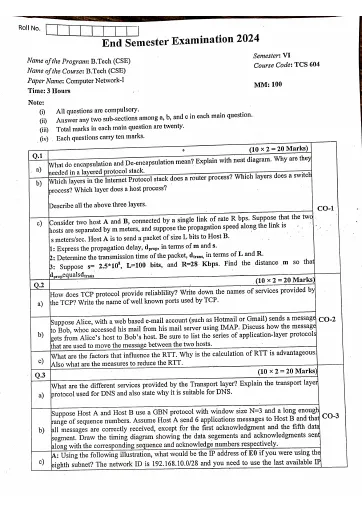 Roll No.
End Semester Examination 2024
Name of the Program: B.Tech (CSE)
Semester: VI
Name of the Course: B.Tech (CSE)
Course Code: TCS 604
Paper Name: Computer Network-I
Time: 3 Hours
MM: 100
Note:
(i) All questions are compulsory.
(ii) Answer any two sub-sections among a, b, and c in each main question.
(iii) Total marks in each main question are twenty.
(iv) Each questions carry ten marks.
Q.1 (10 × 2 = 20 Marks)
a) What do encapsulation and De-encapsulation mean? Explain with neat diagram. Why are they
needed in a layered protocol stack.
b) Which layers in the Internet Protocol stack does a router process? Which layers does a switch
process? Which layer does a host process?
Describe all the above three layers.
CO-1
c) Consider two host A and B, connected by a single link of rate R bps. Suppose that the two
hosts are separated by m meters, and suppose the propagation speed along the link is
s meters/sec. Host A is to send a packet of size L bits to Host B.
1: Express the propagation delay, dprop, in terms of m and s.
2: Determine the transmission time of the packet, dtrans, in terms of L and R.
3: Suppose s= 2.5*10⁸, L=100 bits, and R=28 Kbps. Find the distance m so that
dprop equals dtrans
Q.2 (10 × 2 = 20 Marks)
a) How does TCP protocol provide reliability? Write down the names of services provided by
the TCP? Write the name of well known ports used by TCP.
b) Suppose Alice, with a web based e-mail account (such as Hotmail or Gmail) sends a message
to Bob, who accessed his mail from his mail server using IMAP. Discuss how the message
gets from Alice's host to Bob's host. Be sure to list the series of application-layer protocols
that are used to move the message between the two hosts.
CO-2
c) What are the factors that influence the RTT. Why is the calculation of RTT is advantageous
Also what are the measures to reduce the RTT.
Q.3 (10 × 2 = 20 Marks)
a) What are the different services provided by the Transport layer? Explain the transport layer
protocol used for DNS and also state why it is suitable for DNS.
b) Suppose Host A and Host B use a GBN protocol with window size N=3 and a long enough
range of sequence numbers. Assume Host A send 6 applications messages to Host B and that
all messages are correctly received, except for the first acknowledgment and the fifth data
segment. Draw the timing diagram showing the data segements and acknowledgments sent
along with the corresponding sequence and acknowledge numbers respectively.
CO-3
c) A: Using the following illustration, what would be the IP address of E0 if you were using the
eighth subnet? The network ID is 192.168.10.0/28 and you need to use the last available IP